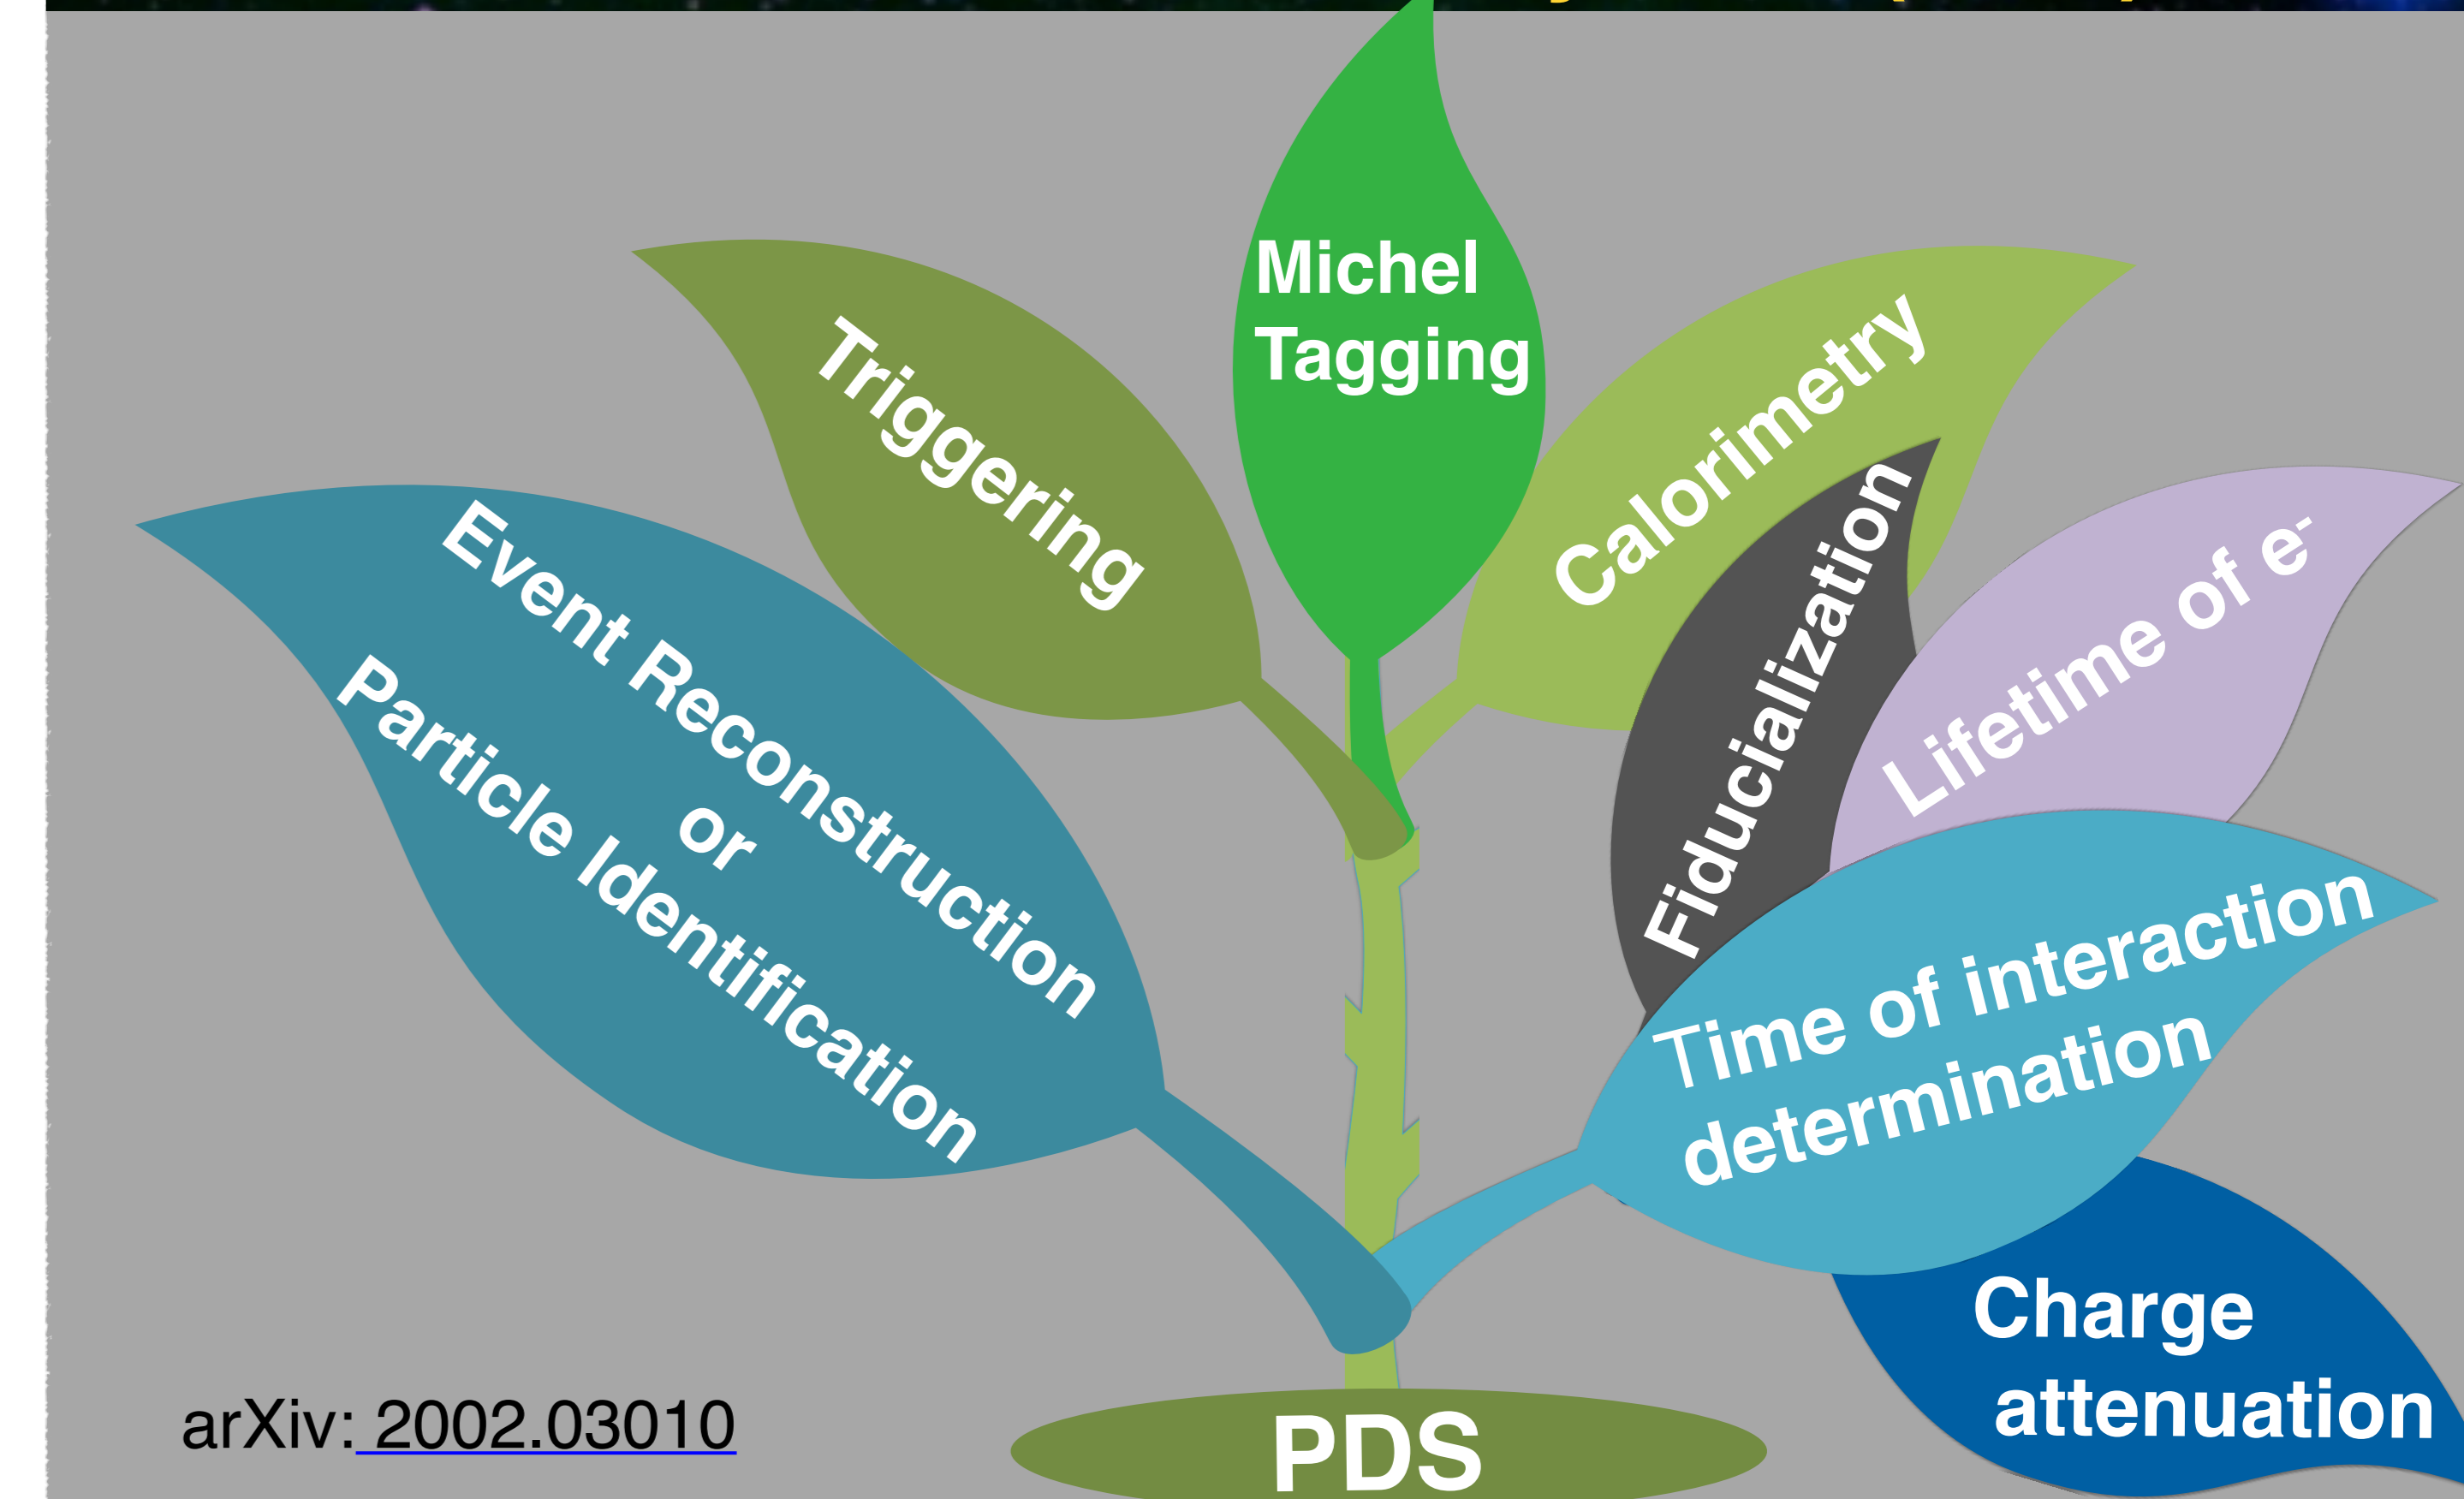 Michel
Tagging
Triggering
Calorimetry
Event Reconstruction
or
Particle Identification
Fiducialization
Lifetime of e-
Time of interaction
determination
Charge
attenuation
arXiv: 2002.03010
PDS